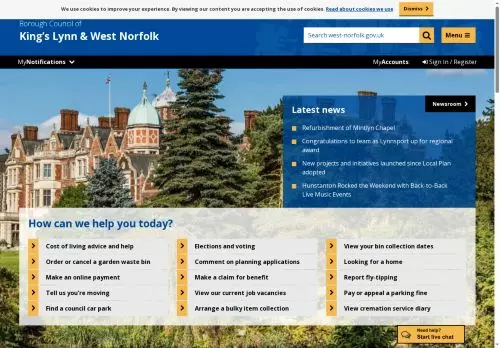 We use cookies to improve your experience. By viewing our content you are accepting the use of cookies. Read about cookies we use
Dismiss
Borough Council of
King's Lynn & West Norfolk
Search west-norfolk.gov.uk
Menu
MyNotifications
MyAccounts
Sign In / Register
Newsroom
Latest news
Refurbishment of Mintlyn Chapel
Congratulations to team as Lynnsport up for regional
award
New projects and initiatives launched since Local Plan
adopted
Hunstanton Rocked the Weekend with Back-to-Back
Live Music Events
How can we help you today?
Cost of living advice and help
Elections and voting
View your bin collection dates
Order or cancel a garden waste bin
Comment on planning applications
Looking for a home
Make an online payment
Make a claim for benefit
Report fly-tipping
Tell us you're moving
View our current job vacancies
Pay or appeal a parking fine
Find a council car park
Arrange a bulky item collection
View cremation service diary
Need help?
Start live chat